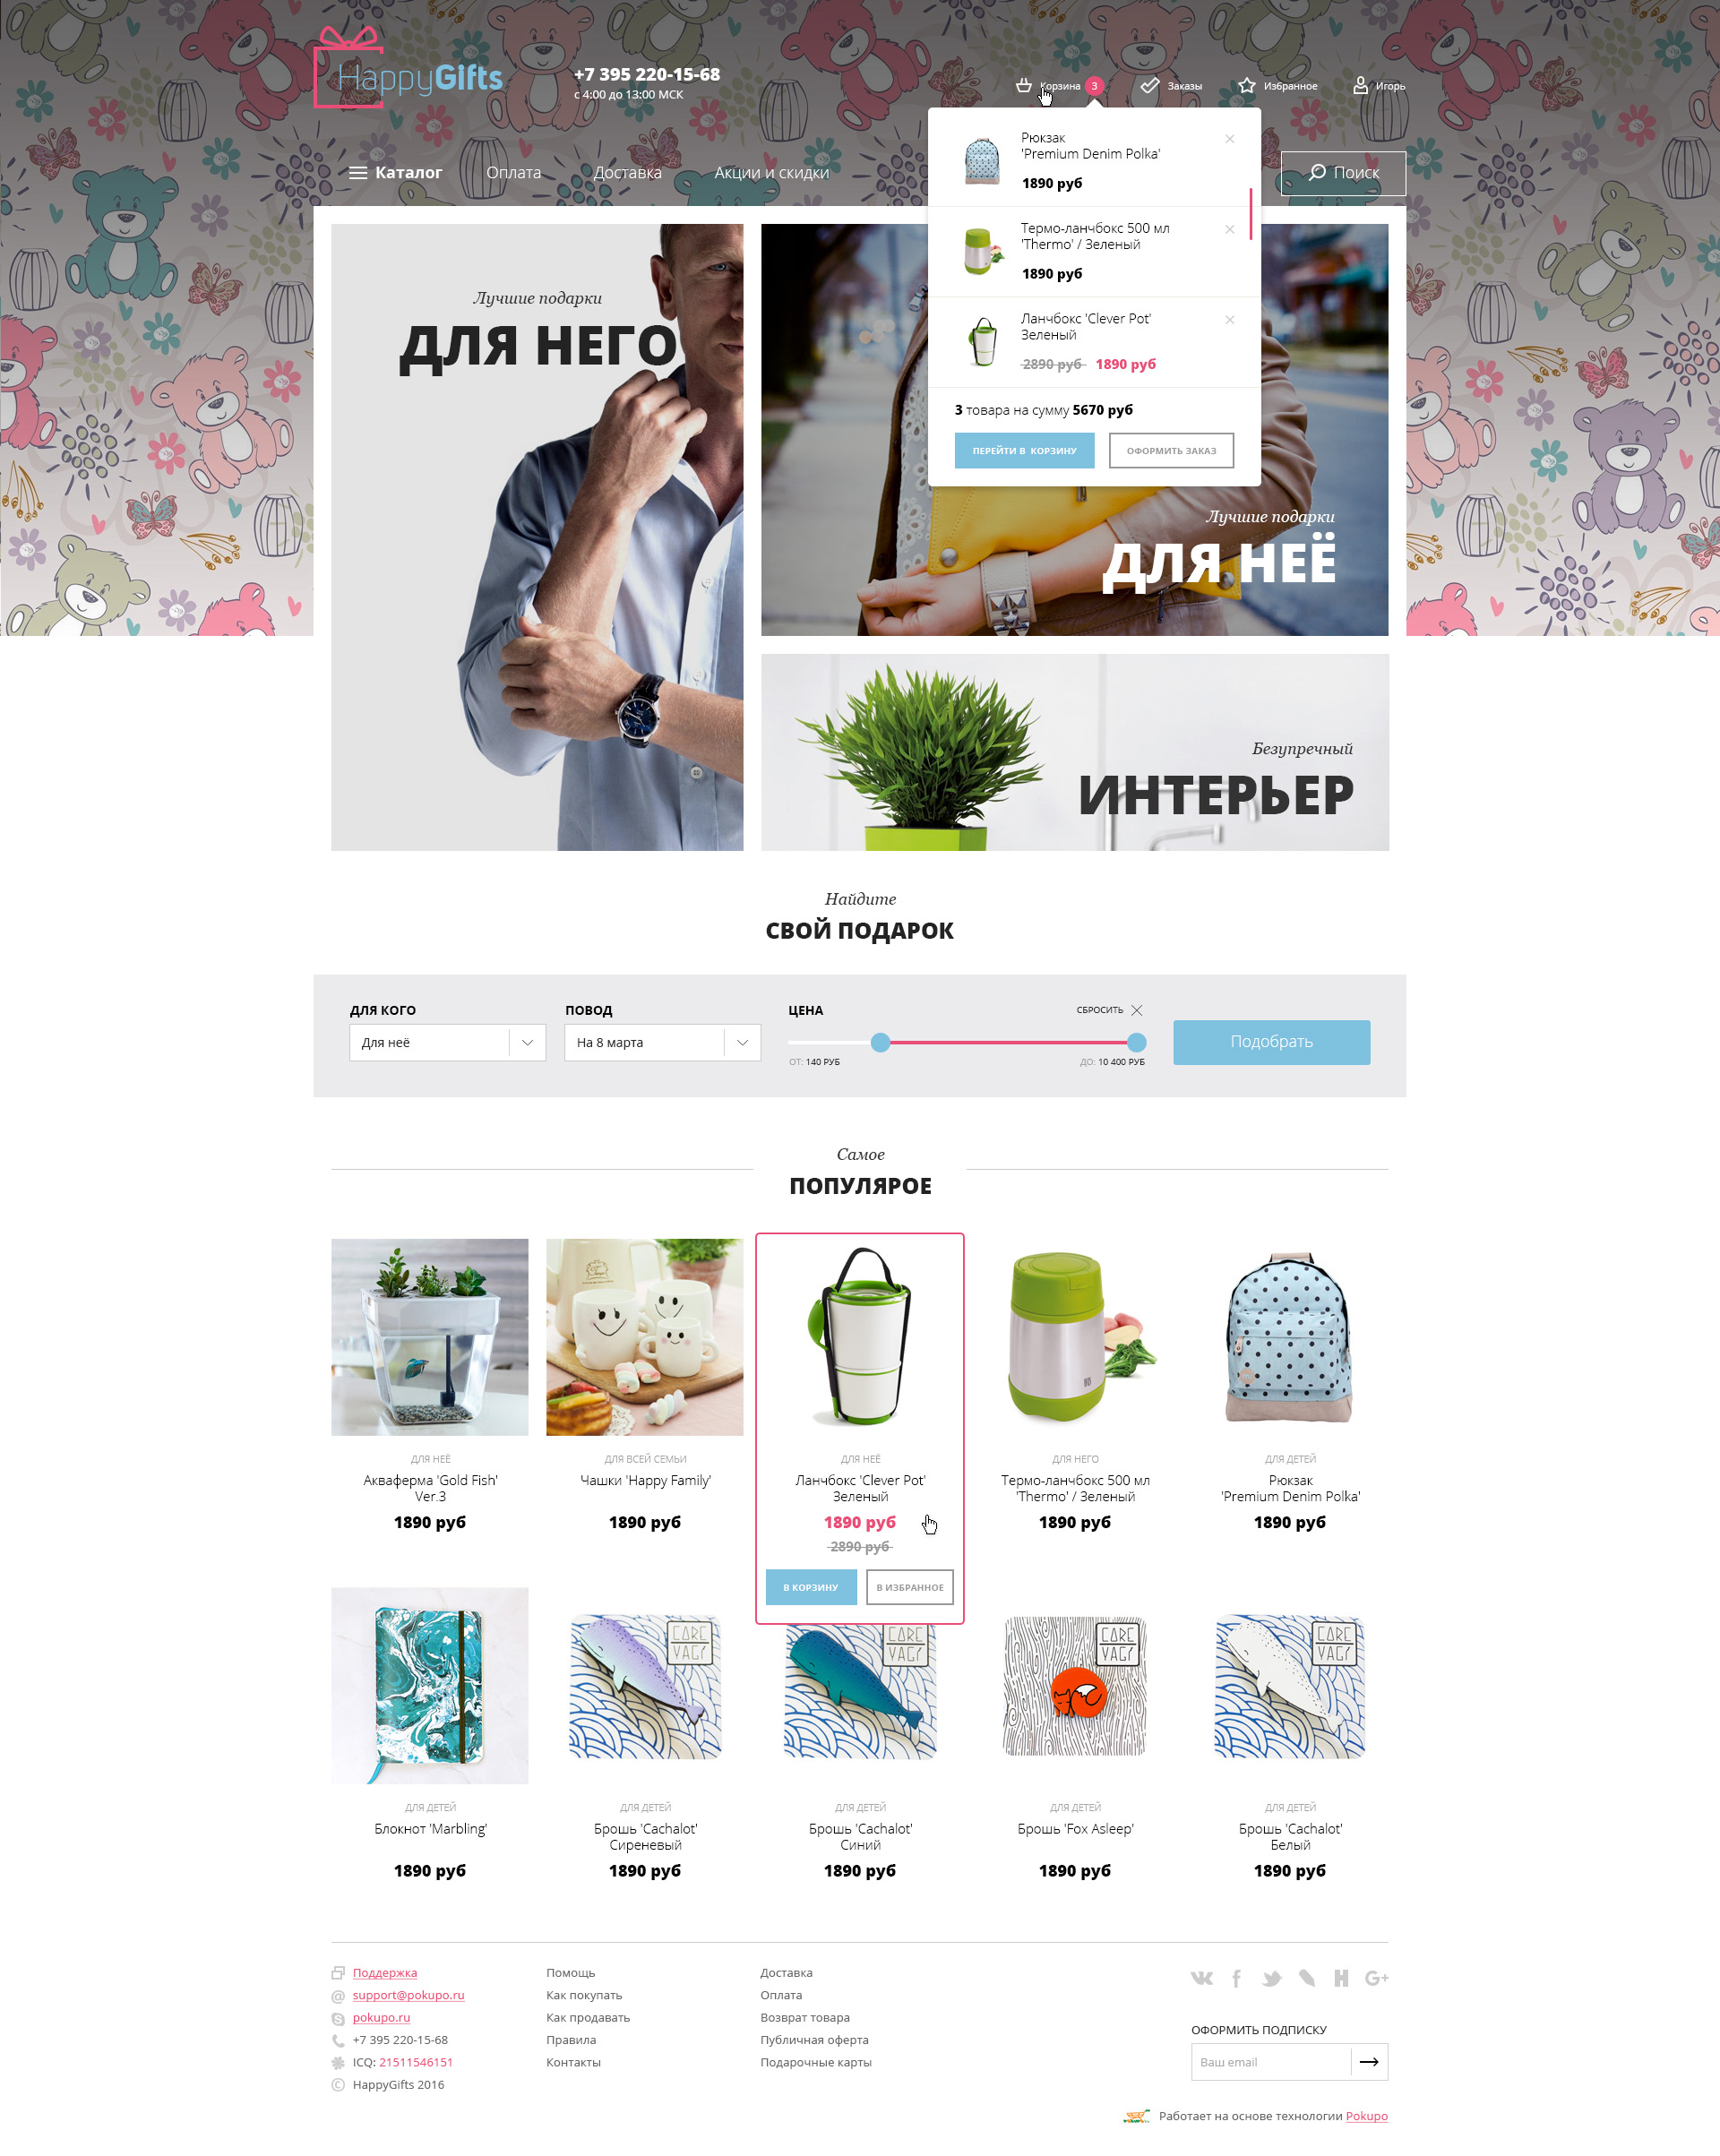 HappyGifts
+7 395 220-15-68
с 4:00 до 13:00 МСК
Корзина 3
Заказы
Избранное
Игорь
Каталог
Оплата
Доставка
Акции и скидки
Поиск
Рюкзак
'Premium Denim Polka'
1890 руб
Термо-ланчбокс 500 мл
'Thermo' / Зеленый
1890 руб
Ланчбокс 'Clever Pot'
Зеленый
2890 руб 1890 руб
3 товара на сумму 5670 руб
ПЕРЕЙТИ В КОРЗИНУ
ОФОРМИТЬ ЗАКАЗ
Лучшие подарки
ДЛЯ НЕГО
Лучшие подарки
ДЛЯ НЕЁ
Безупречный
ИНТЕРЬЕР
Найдите
СВОЙ ПОДАРОК
ДЛЯ КОГО
Для неё
ПОВОД
На 8 марта
ЦЕНА
СБРОСИТЬ
ОТ: 140 РУБ
ДО: 10 400 РУБ
Подобрать
Самое
ПОПУЛЯРОЕ
ДЛЯ НЕЁ
Акваферма 'Gold Fish'
Ver.3
1890 руб
ДЛЯ ВСЕЙ СЕМЬИ
Чашки 'Happy Family'
1890 руб
ДЛЯ НЕЁ
Ланчбокс 'Clever Pot'
Зеленый
1890 руб
2890 руб
В КОРЗИНУ
В ИЗБРАННОЕ
ДЛЯ НЕГО
Термо-ланчбокс 500 мл
'Thermo' / Зеленый
1890 руб
ДЛЯ ДЕТЕЙ
Рюкзак
'Premium Denim Polka'
1890 руб
CARE
VAGY
CARE
VAGY
CARE
VAGY
CARE
VAGY
ДЛЯ ДЕТЕЙ
Блокнот 'Marbling'
1890 руб
ДЛЯ ДЕТЕЙ
Брошь 'Cachalot'
Сиреневый
1890 руб
ДЛЯ ДЕТЕЙ
Брошь 'Cachalot'
Синий
1890 руб
ДЛЯ ДЕТЕЙ
Брошь 'Fox Asleep'
1890 руб
ДЛЯ ДЕТЕЙ
Брошь 'Cachalot'
Белый
1890 руб
Поддержка
support@pokupo.ru
pokupo.ru
+7 395 220-15-68
ICQ: 21511546151
© HappyGifts 2016
Помощь
Как покупать
Как продавать
Правила
Контакты
Доставка
Оплата
Возврат товара
Публичная оферта
Подарочные карты
ОФОРМИТЬ ПОДПИСКУ
Ваш email
Работает на основе технологии Pokupo